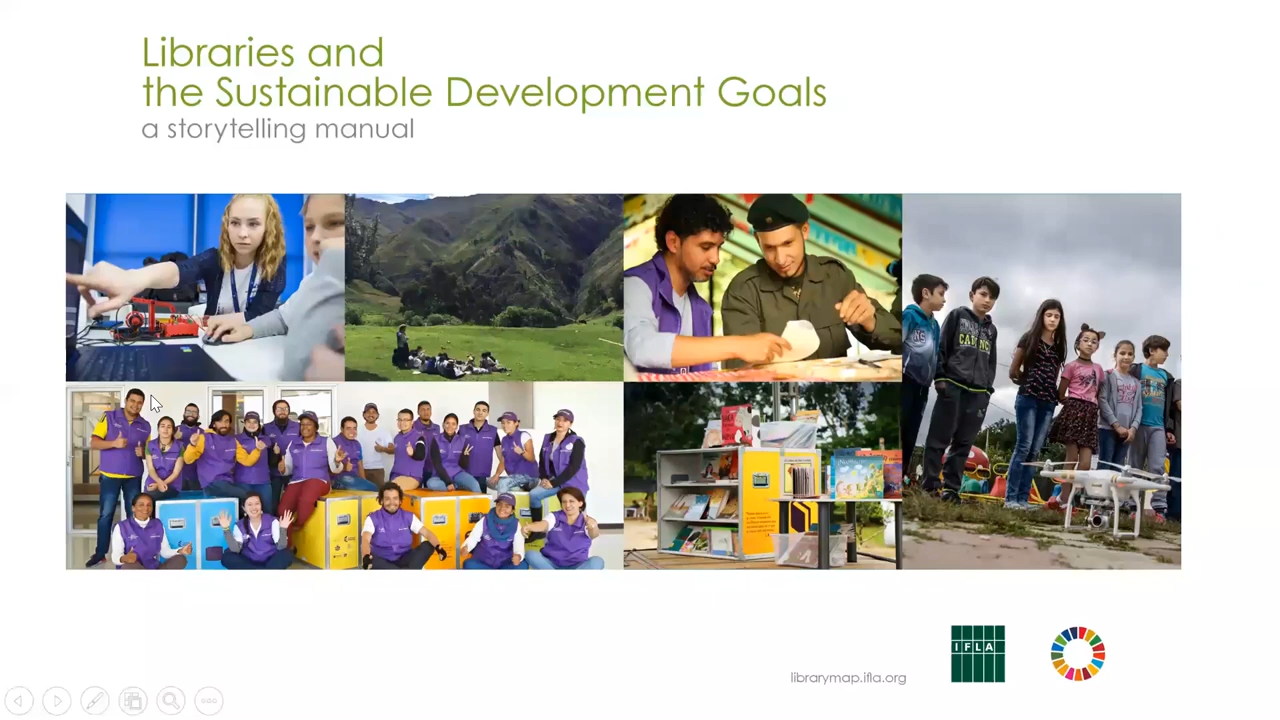 Libraries and
the Sustainable Development Goals
a storytelling manual
librarymap.ifla.org
IFLA